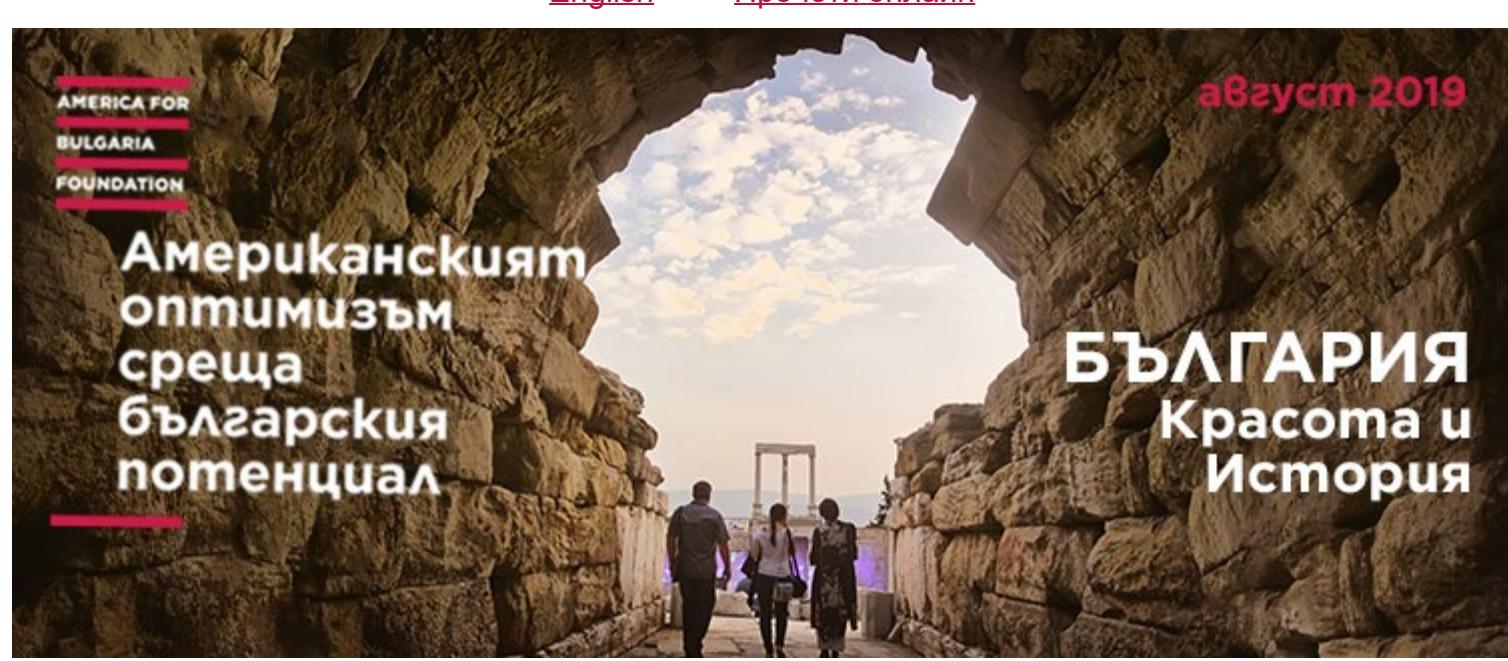 AMERICA FOR
BULGARIA
FOUNDATION
август 2019
Американският
оптимизъм
среща
българския
потенциал
БЪЛГАРИЯ
Красота и
История